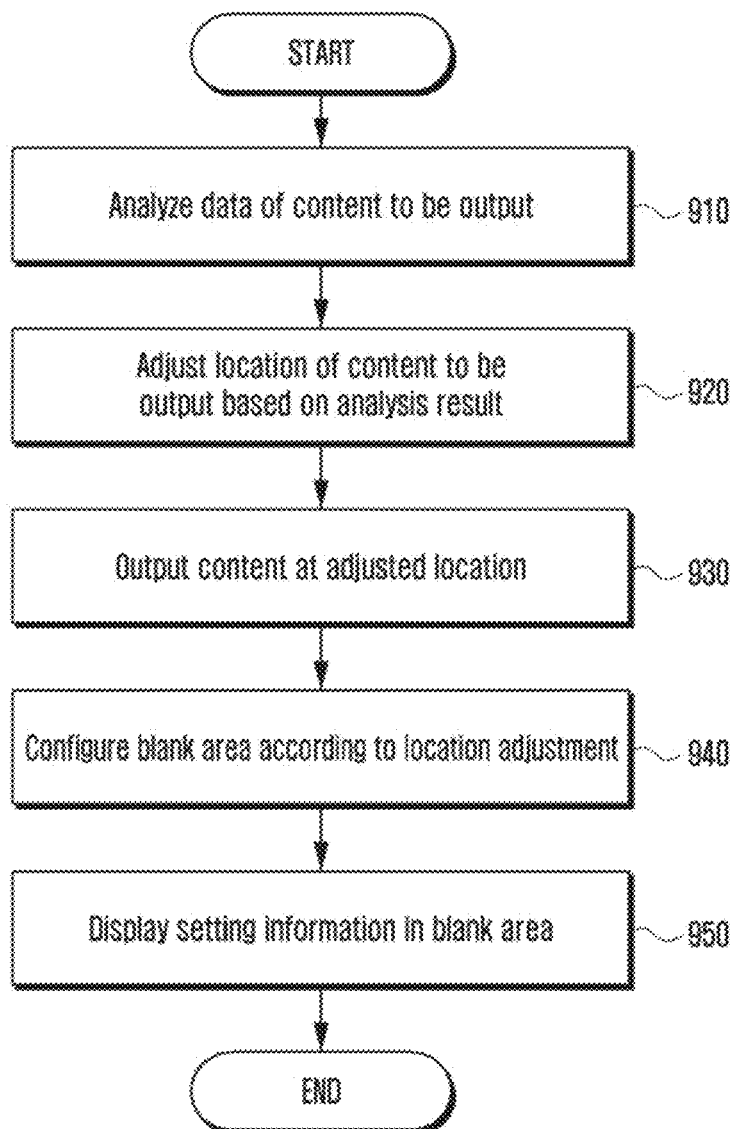 START
Analyze data of content to be output
910
Adjust location of content to be
output based on analysis result
920
Output content at adjusted location
930
Configure blank area according to location adjustment
940
Display setting information in blank area
950
END